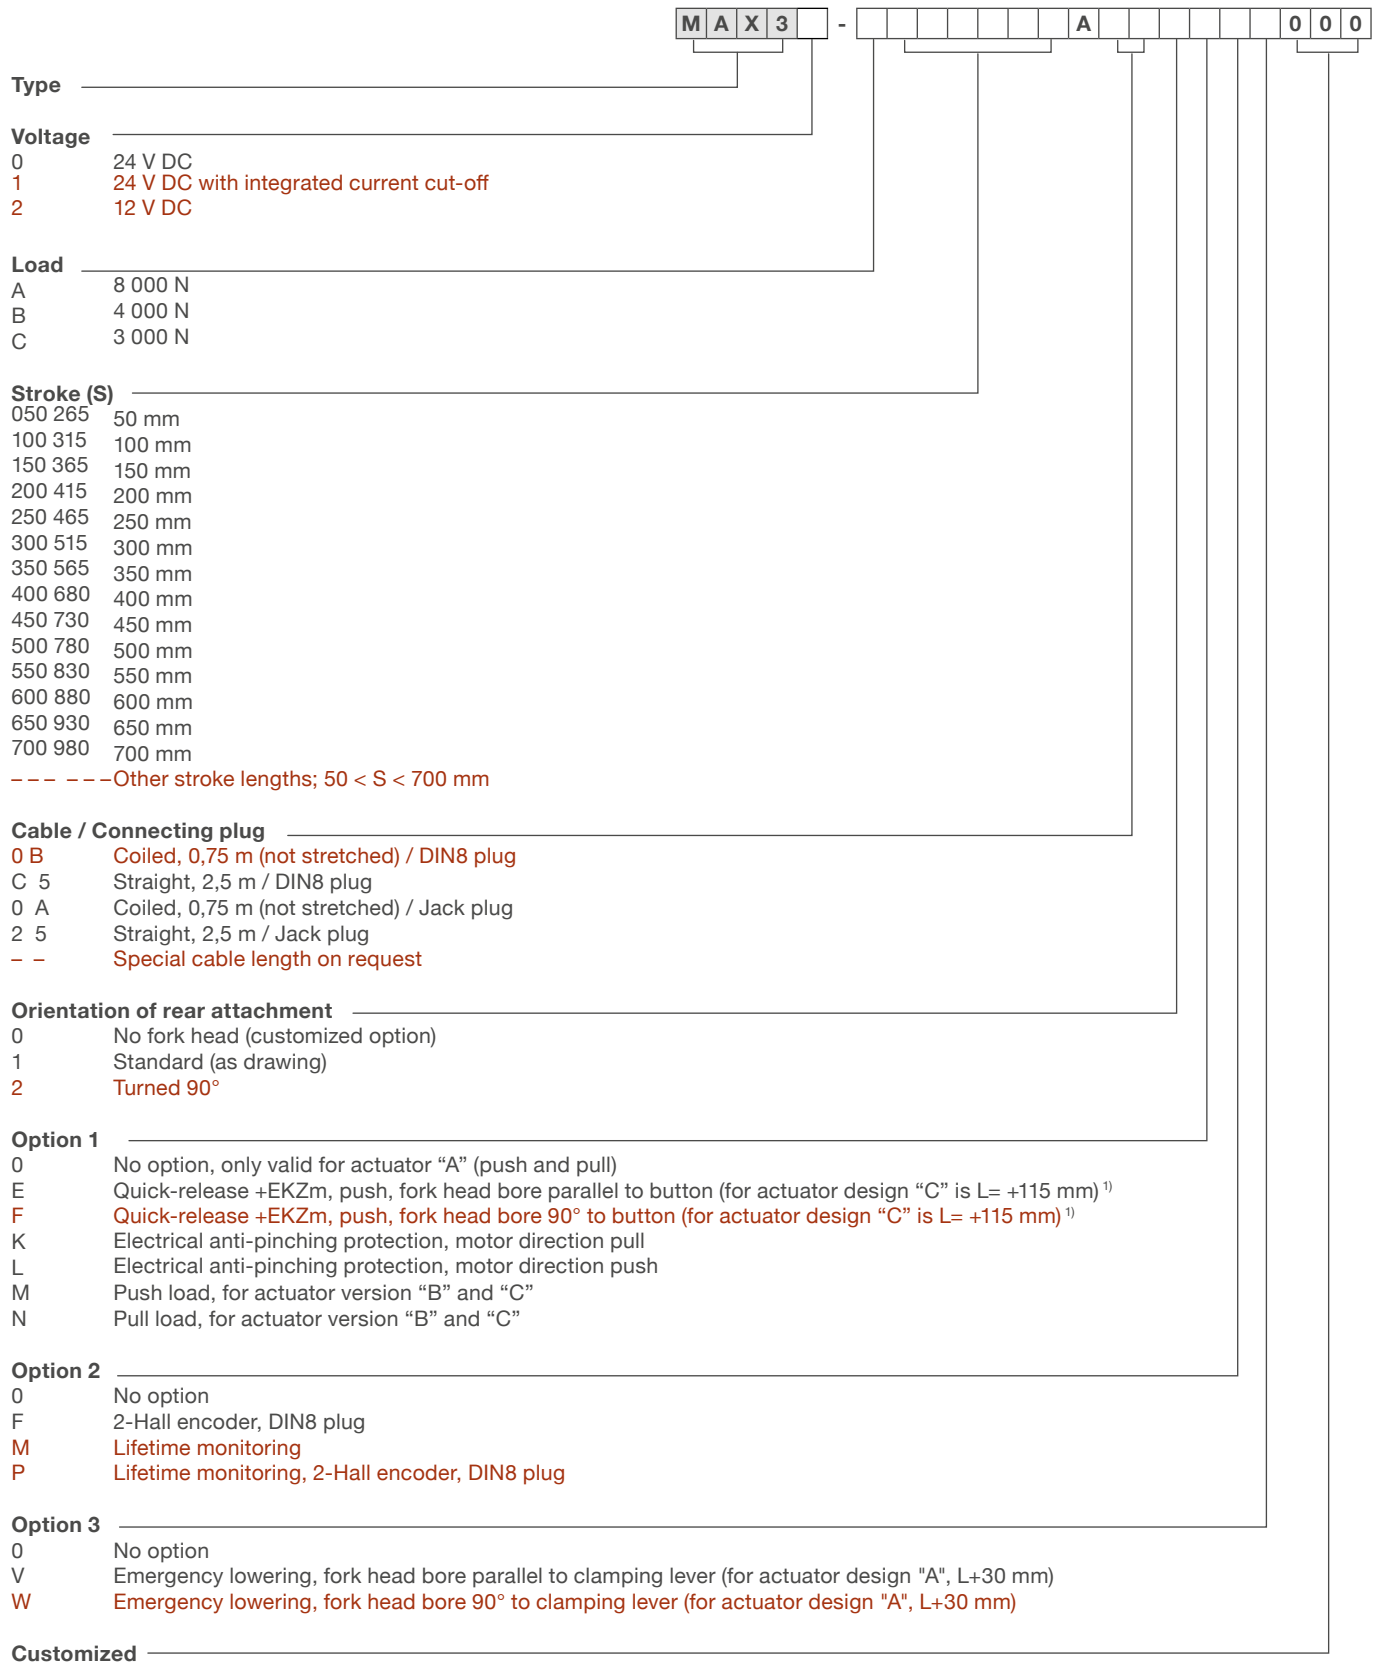 M A X 3 - A 0 0 0
Type
Voltage
0 24 V DC
1 24 V DC with integrated current cut-off
2 12 V DC
Load
A 8 000 N
B 4 000 N
C 3 000 N
Stroke (S)
050 265 50 mm
100 315 100 mm
150 365 150 mm
200 415 200 mm
250 465 250 mm
300 515 300 mm
350 565 350 mm
400 680 400 mm
450 730 450 mm
500 780 500 mm
550 830 550 mm
600 880 600 mm
650 930 650 mm
700 980 700 mm
– – – – – – Other stroke lengths; 50 < S < 700 mm
Cable / Connecting plug
0 B Coiled, 0,75 m (not stretched) / DIN8 plug
C 5 Straight, 2,5 m / DIN8 plug
0 A Coiled, 0,75 m (not stretched) / Jack plug
2 5 Straight, 2,5 m / Jack plug
– – Special cable length on request
Orientation of rear attachment
0 No fork head (customized option)
1 Standard (as drawing)
2 Turned 90°
Option 1
0 No option, only valid for actuator “A” (push and pull)
E Quick-release +EKZm, push, fork head bore parallel to button (for actuator design “C” is L= +115 mm) 1)
F Quick-release +EKZm, push, fork head bore 90° to button (for actuator design “C” is L= +115 mm) 1)
K Electrical anti-pinching protection, motor direction pull
L Electrical anti-pinching protection, motor direction push
M Push load, for actuator version “B” and “C”
N Pull load, for actuator version “B” and “C”
Option 2
0 No option
F 2-Hall encoder, DIN8 plug
M Lifetime monitoring
P Lifetime monitoring, 2-Hall encoder, DIN8 plug
Option 3
0 No option
V Emergency lowering, fork head bore parallel to clamping lever (for actuator design "A", L+30 mm)
W Emergency lowering, fork head bore 90° to clamping lever (for actuator design "A", L+30 mm)
Customized